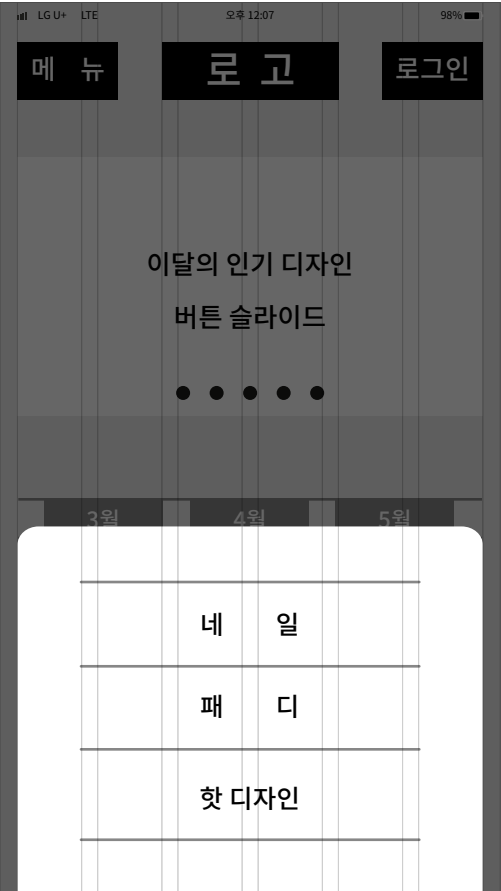 LG U+ LTE 오후 12:07 98%
메 뉴 로 고 로그인
이달의 인기 디자인
버튼 슬라이드
3월 4월 5월
네 일
패 디
핫 디자인